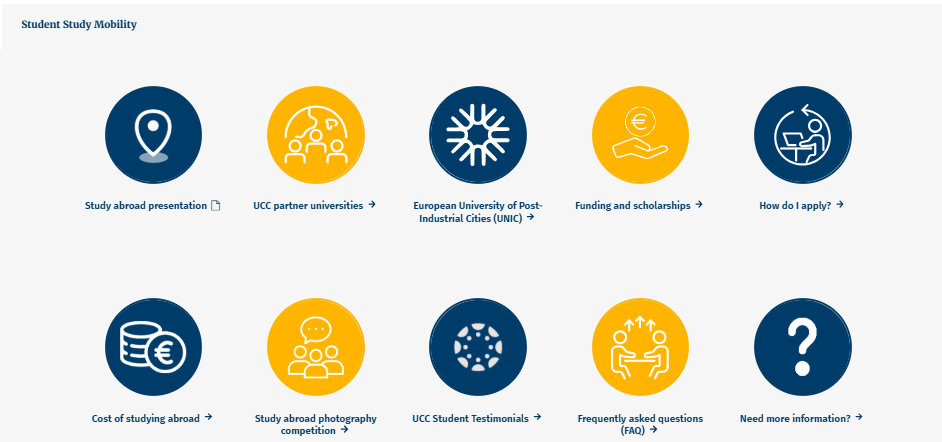 Student Study Mobility
Study abroad presentation
UCC partner universities →
European University of Post-
Industrial Cities (UNIC) →
Funding and scholarships →
How do I apply? →
Cost of studying abroad →
Study abroad photography
competition →
UCC Student Testimonials →
Frequently asked questions
(FAQ) →
Need more information? →